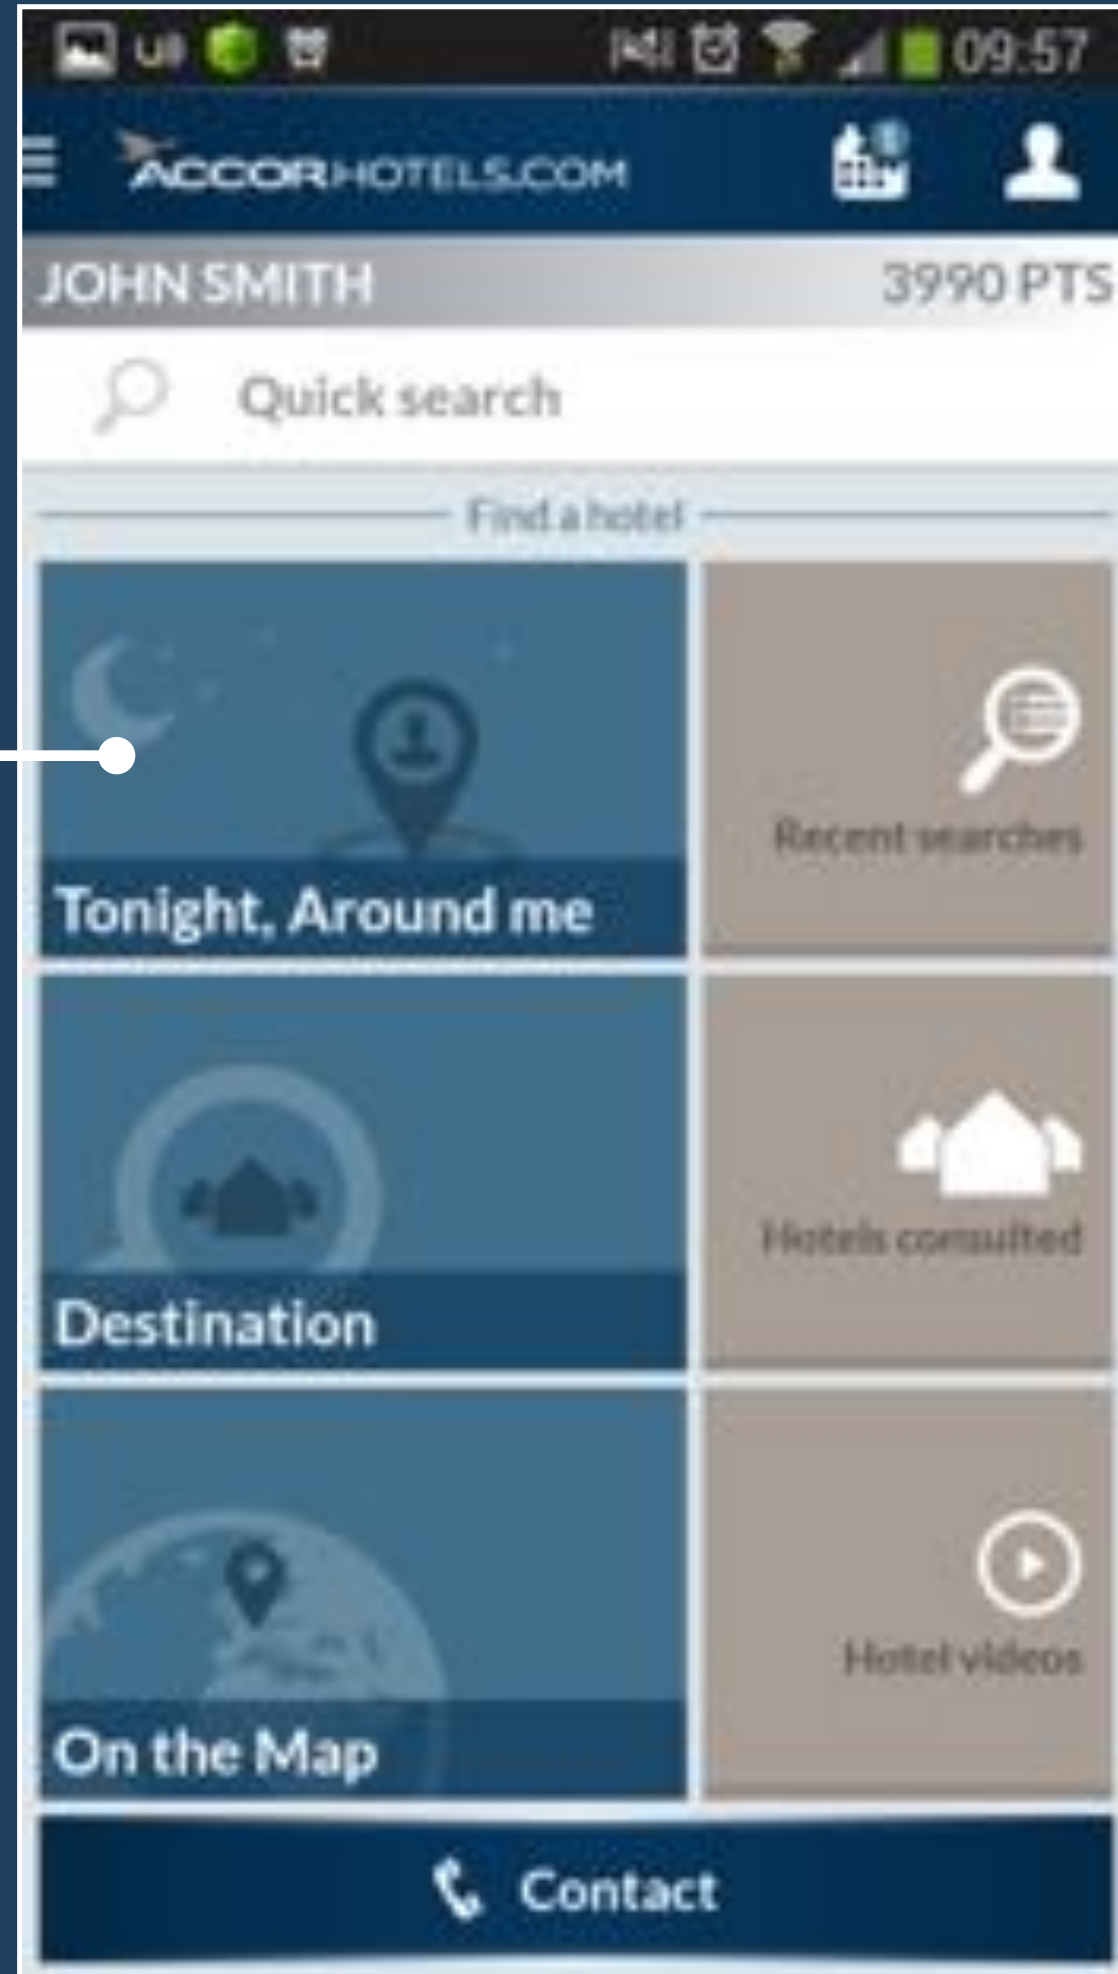 09:57
ACCORHOTELS.COM
JOHN SMITH 3990 PTS
Quick search
Find a hotel
Tonight, Around me
Recent searches
Destination
Hotels consulted
On the Map
Hotel videos
Contact